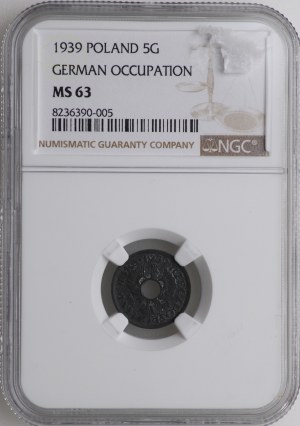 1939 POLAND 5G
GERMAN OCCUPATION
MS 63
8236390-005
NUMISMATIC GUARANTY COMPANY NGC®